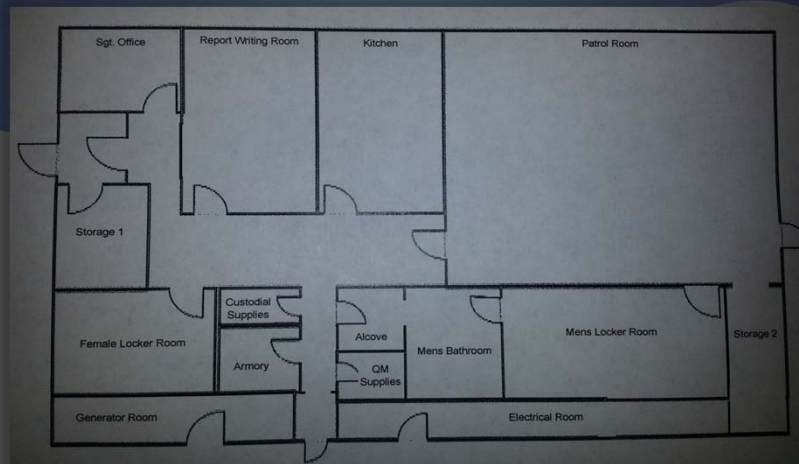 Sgt. Office
Report Writing Room
Kitchen
Patrol Room
Storage 1
Custodial
Supplies
Female Locker Room
Armory
Alcove
QM
Supplies
Mens Bathroom
Mens Locker Room
Storage 2
Generator Room
Electrical Room